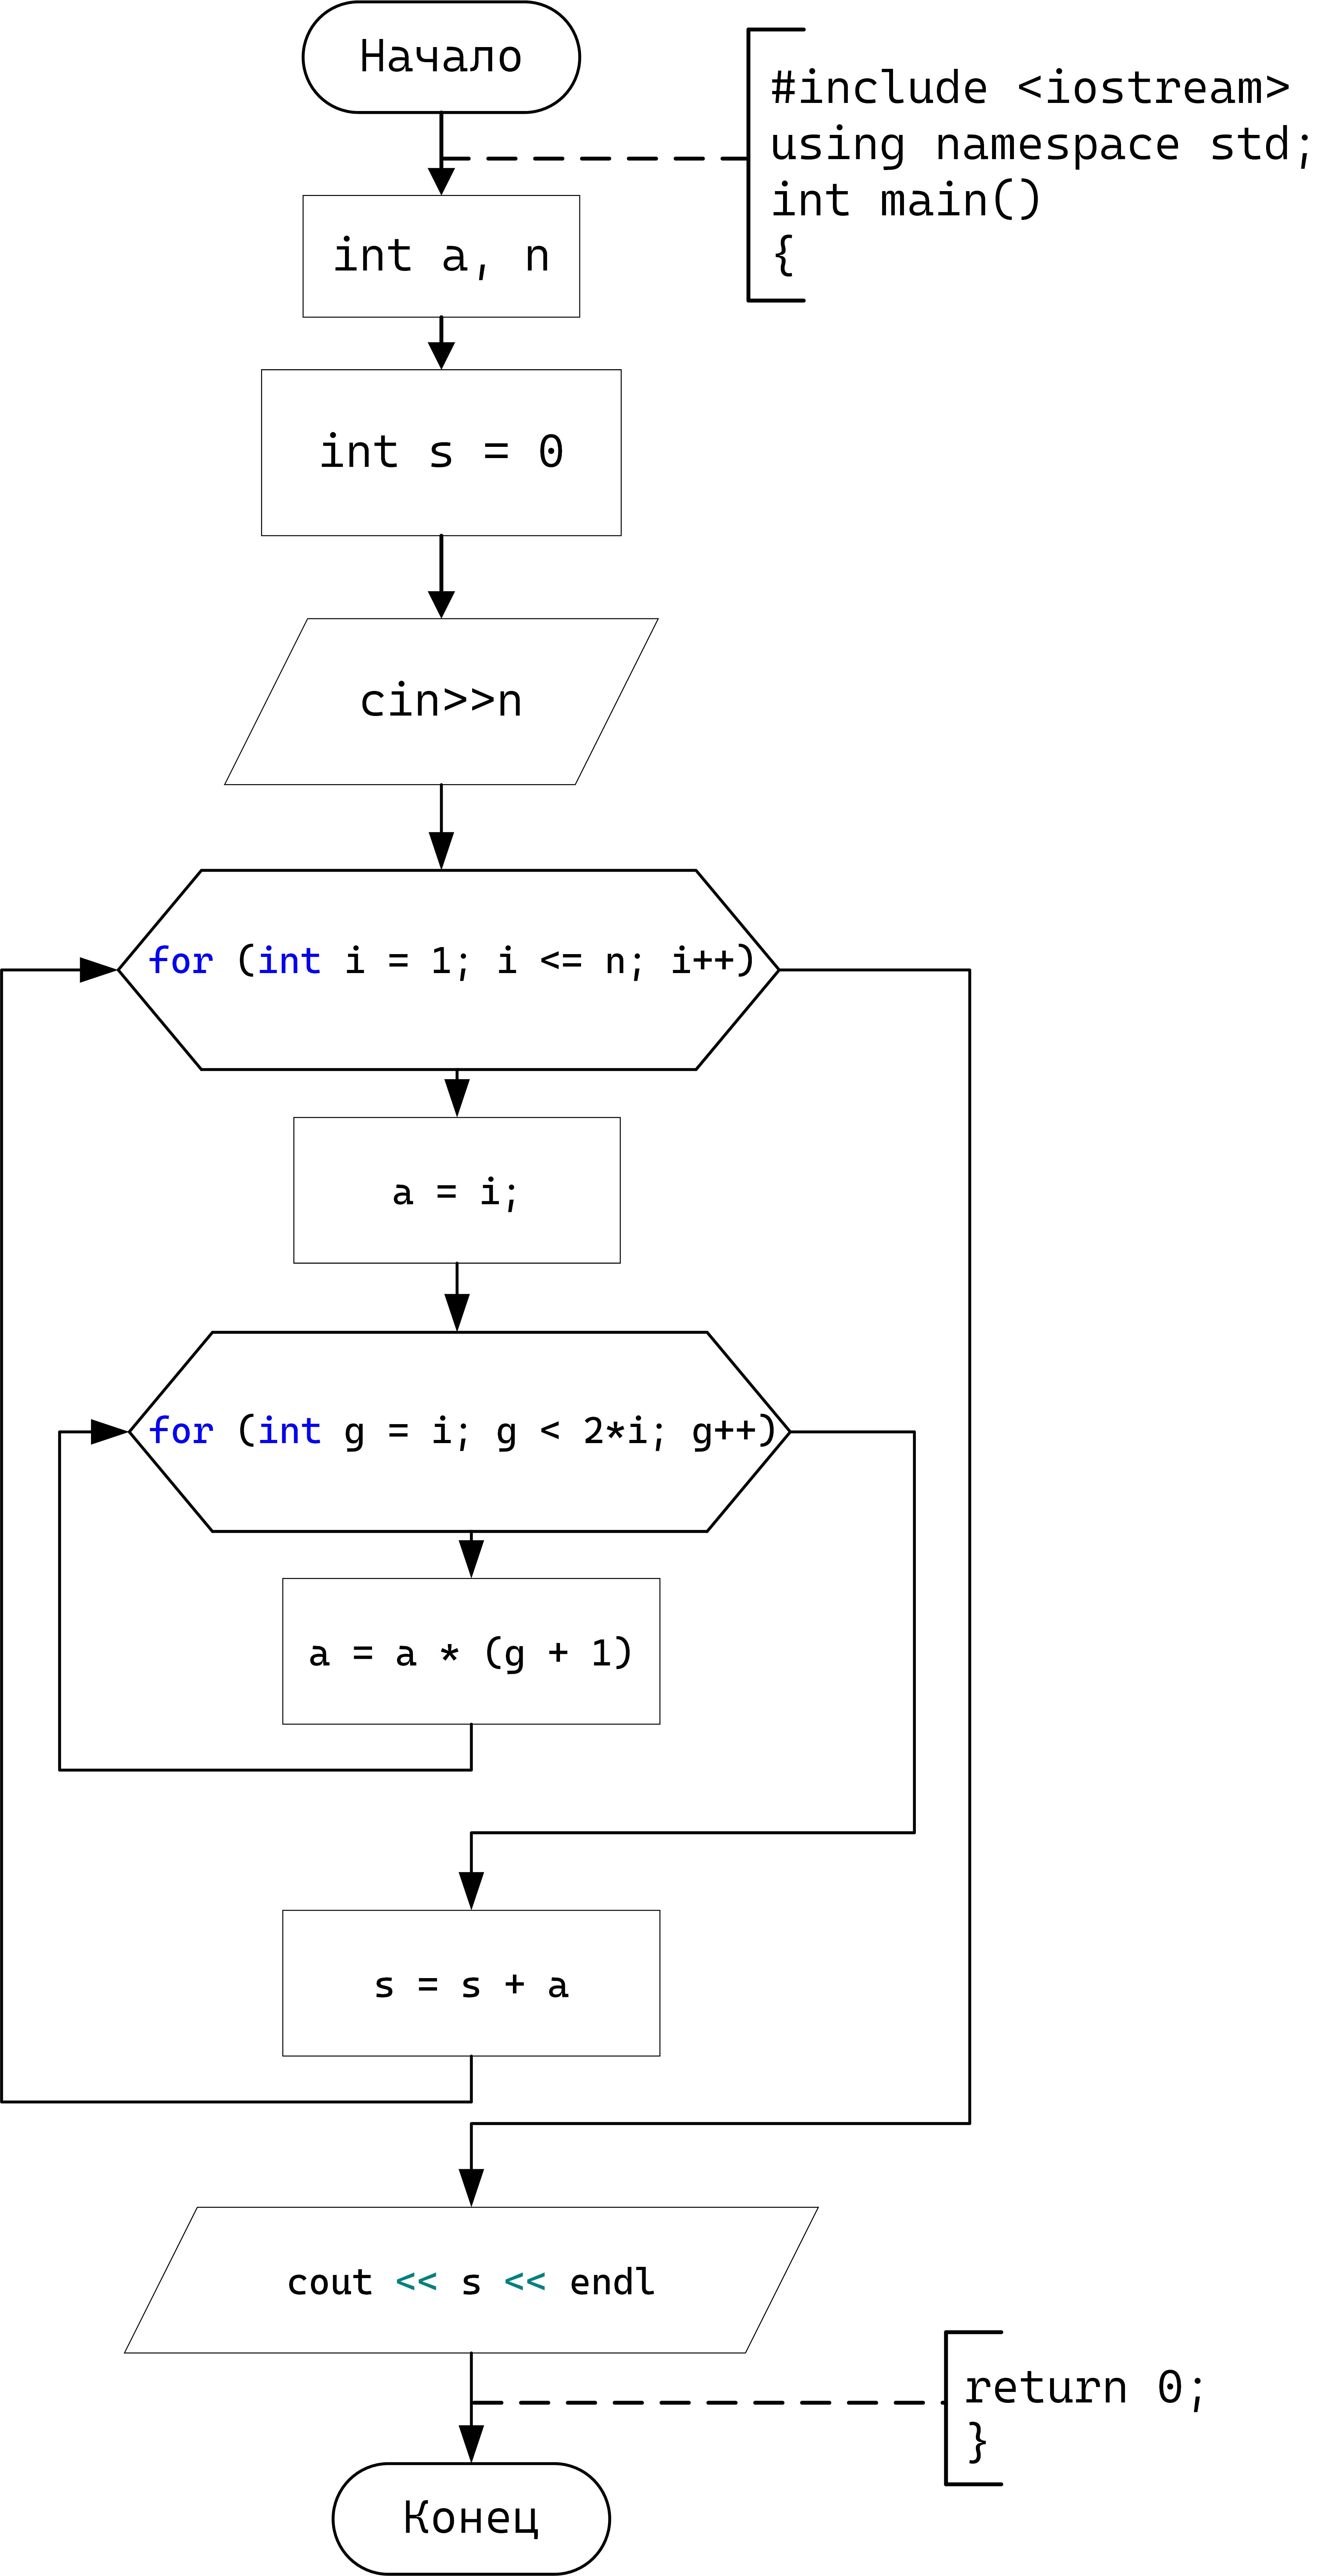 Начало
#include <iostream>
using namespace std;
int main()
{
int a, n
int s = 0
cin>>n
for (int i = 1; i <= n; i++)
a = i;
for (int g = i; g < 2*i; g++)
a = a * (g + 1)
s = s + a
cout << s << endl
return 0;
}
Конец